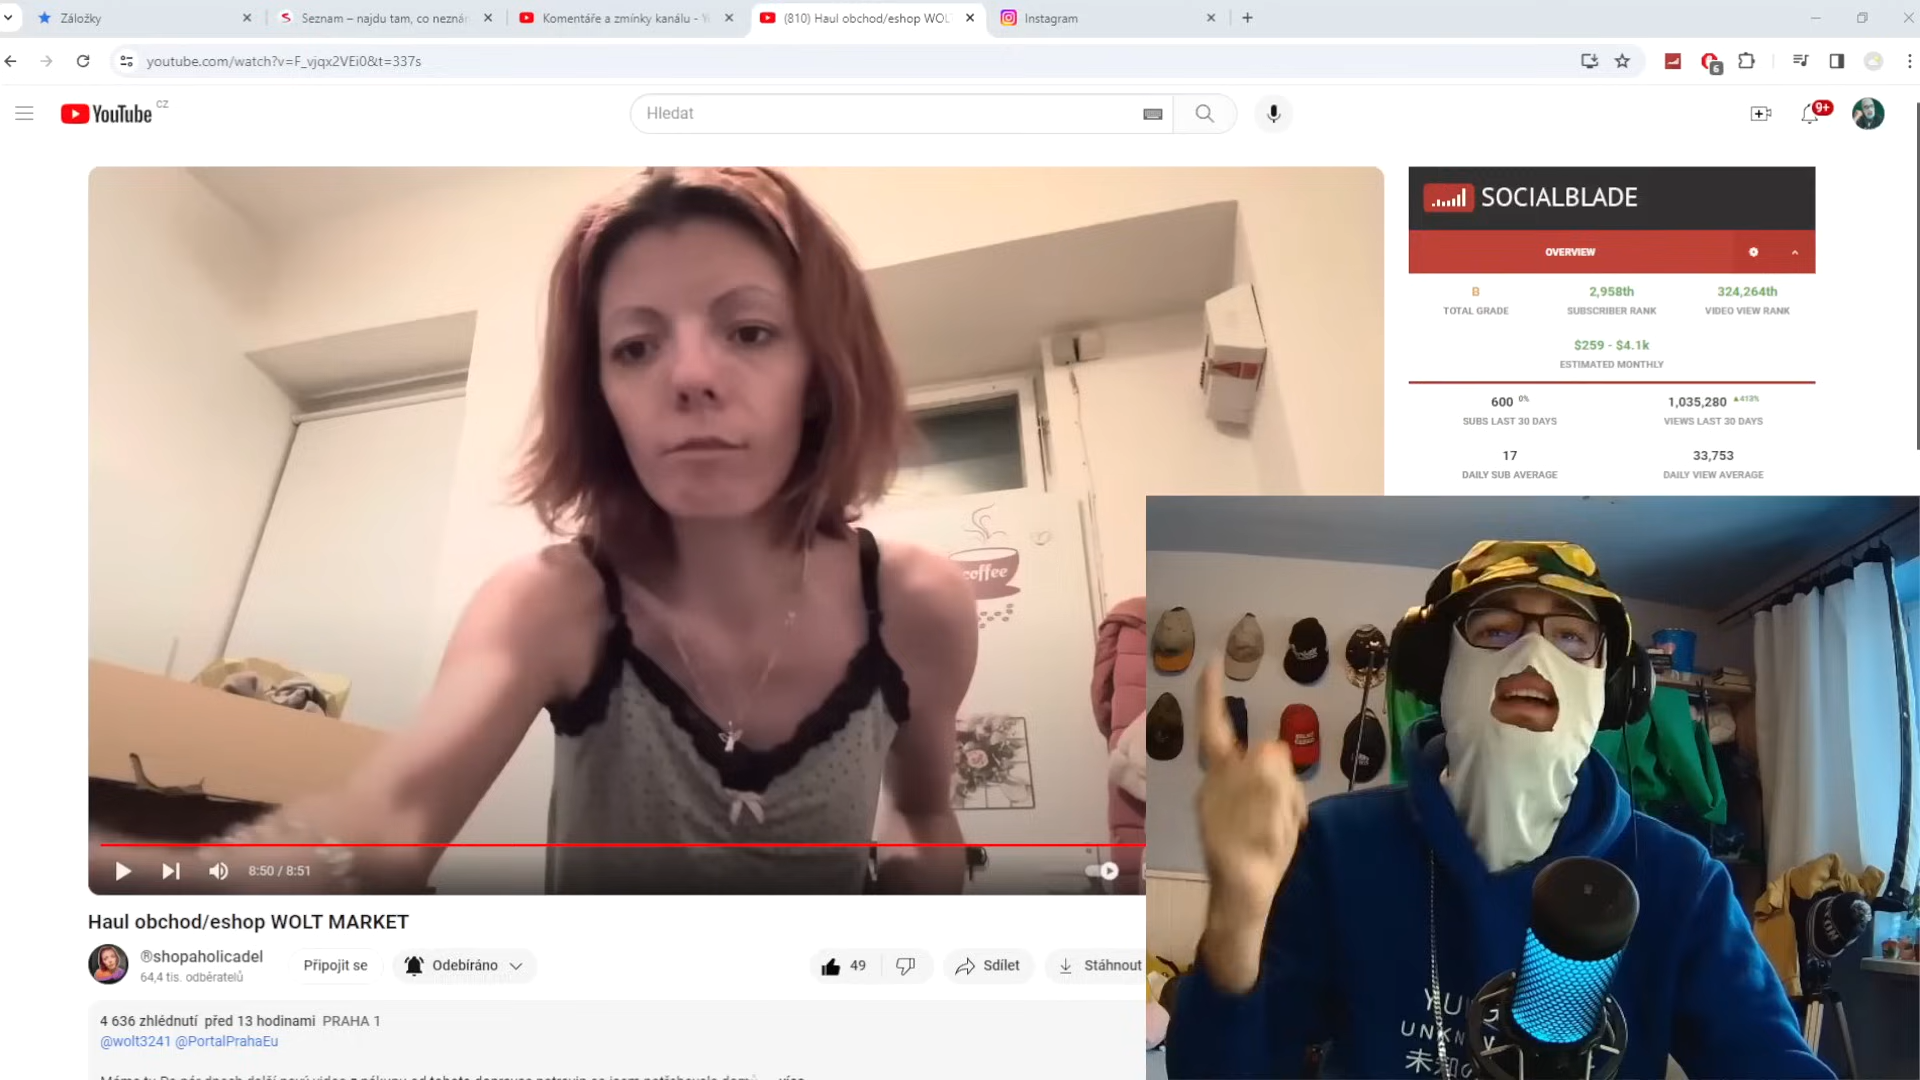 Záložky
Seznam – najdu tam, co neznám
Komentáře a zmínky kanálu - Y
(810) Haul obchod/eshop WOL
Instagram
youtube.com/watch?v=F_vjqx2VEi0&t=337s
YouTube CZ
Hledat
9+
6
SOCIALBLADE
OVERVIEW
B
2,958th
324,264th
TOTAL GRADE
SUBSCRIBER RANK
VIDEO VIEW RANK
$259 - $4.1k
ESTIMATED MONTHLY
600 0%
1,035,280 ▲413%
SUBS LAST 30 DAYS
VIEWS LAST 30 DAYS
17
33,753
DAILY SUB AVERAGE
DAILY VIEW AVERAGE
coffee
8:50 / 8:51
Haul obchod/eshop WOLT MARKET
®shopaholicadel
64,4 tis. odběratelů
Připojit se
Odebíráno
49
Sdílet
Stáhnout
4 636 zhlédnutí před 13 hodinami PRAHA 1
@wolt3241 @PortalPrahaEu